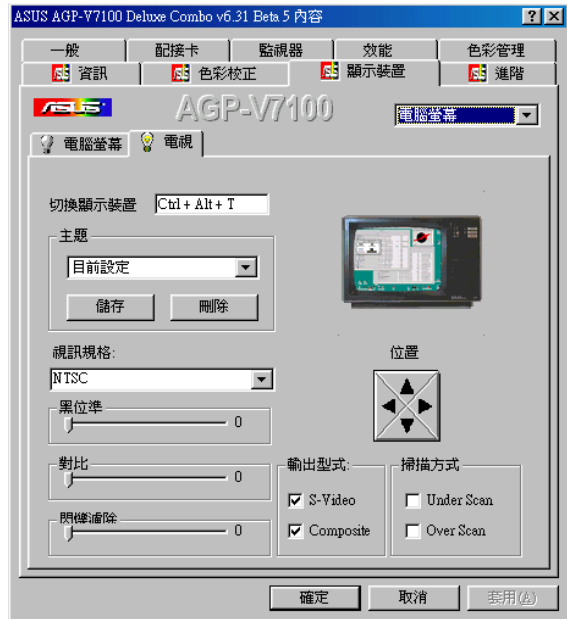 ASUS AGP-V7100 Deluxe Combo v6.31 Beta 5 內容
一般 配接卡 監視器 效能 色彩管理
資訊 色彩校正 顯示裝置 進階
ASUS AGP-V7100 電腦螢幕
電腦螢幕 電視
切換顯示裝置 Ctrl + Alt + T
主題
目前設定
儲存 刪除
視訊規格: 位置
NTSC
黑位準
0
對比 輸出型式: 掃描方式
0
S-Video Under Scan
閃爍濾除
0 Composite Over Scan
確定 取消 套用(A)